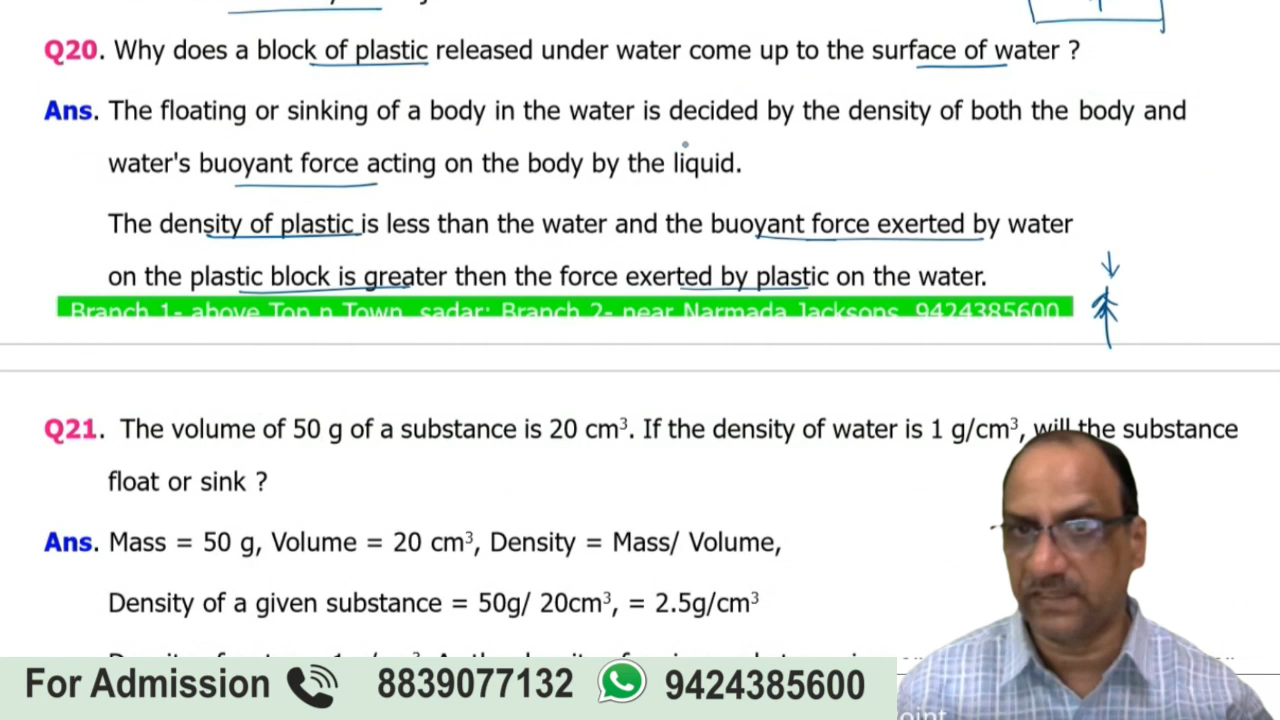 Q20. Why does a block of plastic released under water come up to the surface of water ?
Ans. The floating or sinking of a body in the water is decided by the density of both the body and
water's buoyant force acting on the body by the liquid.
The density of plastic is less than the water and the buoyant force exerted by water
on the plastic block is greater then the force exerted by plastic on the water.
Branch 1- above Top n Town, sadar; Branch 2- near Narmada Jacksons, 9424385600
Q21. The volume of 50 g of a substance is 20 cm³. If the density of water is 1 g/cm³, will the substance
float or sink ?
Ans. Mass = 50 g, Volume = 20 cm³, Density = Mass/ Volume,
Density of a given substance = 50g/ 20cm³, = 2.5g/cm³
For Admission 8839077132 9424385600
oint